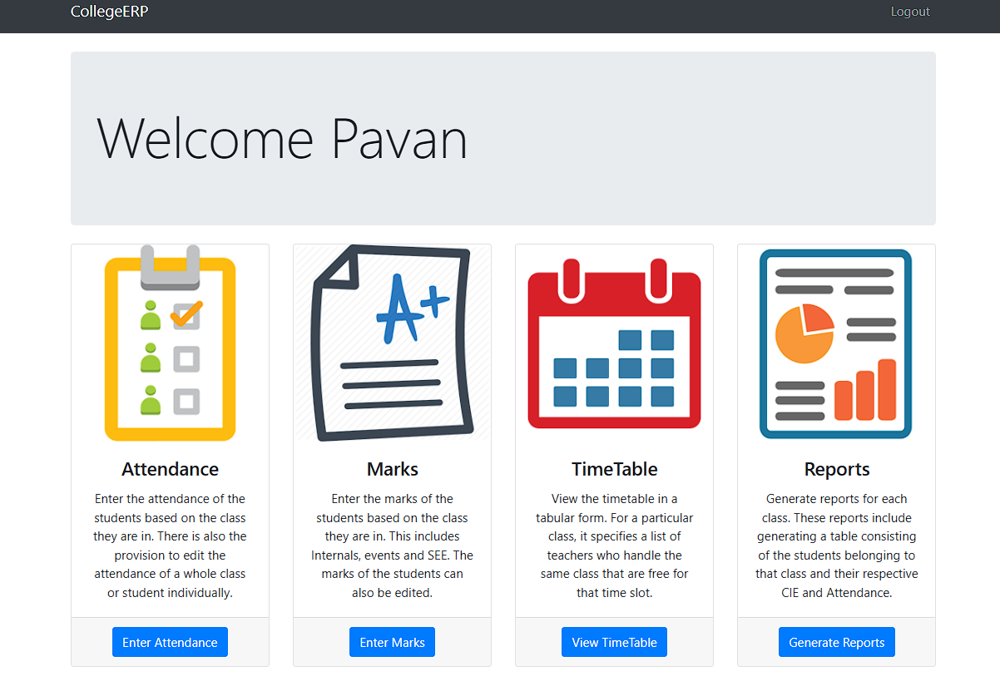 CollegeERP
Logout
Welcome Pavan
A+
Attendance
Enter the attendance of the
students based on the class
they are in. There is also the
provision to edit the
attendance of a whole class
or student individually.
Enter Attendance
Marks
Enter the marks of the
students based on the class
they are in. This includes
Internals, events and SEE. The
marks of the students can
also be edited.
Enter Marks
TimeTable
View the timetable in a
tabular form. For a particular
class, it specifies a list of
teachers who handle the
same class that are free for
that time slot.
View TimeTable
Reports
Generate reports for each
class. These reports include
generating a table consisting
of the students belonging to
that class and their respective
CIE and Attendance.
Generate Reports